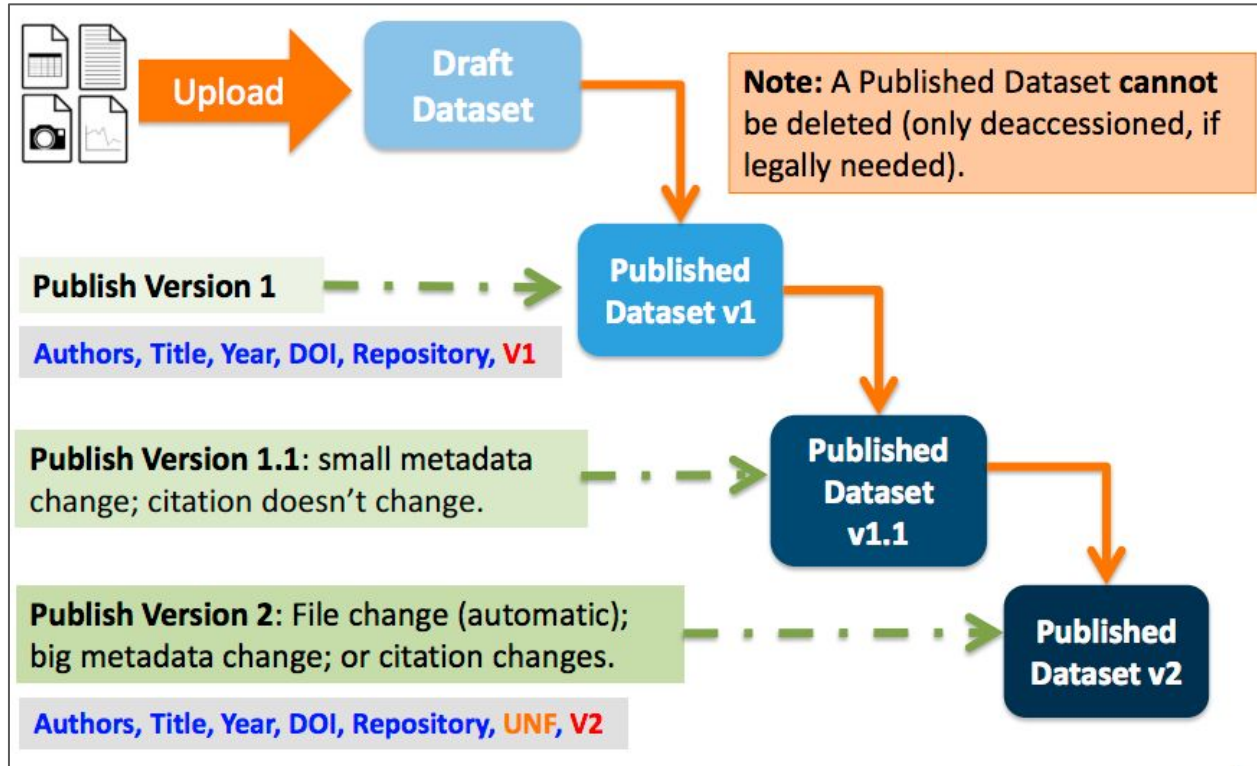 Upload
Draft
Dataset
Note: A Published Dataset cannot
be deleted (only deaccessioned, if
legally needed).
Publish Version 1
Published
Dataset v1
Authors, Title, Year, DOI, Repository, V1
Publish Version 1.1: small metadata
change; citation doesn’t change.
Published
Dataset
v1.1
Publish Version 2: File change (automatic);
big metadata change; or citation changes.
Published
Dataset v2
Authors, Title, Year, DOI, Repository, UNF, V2